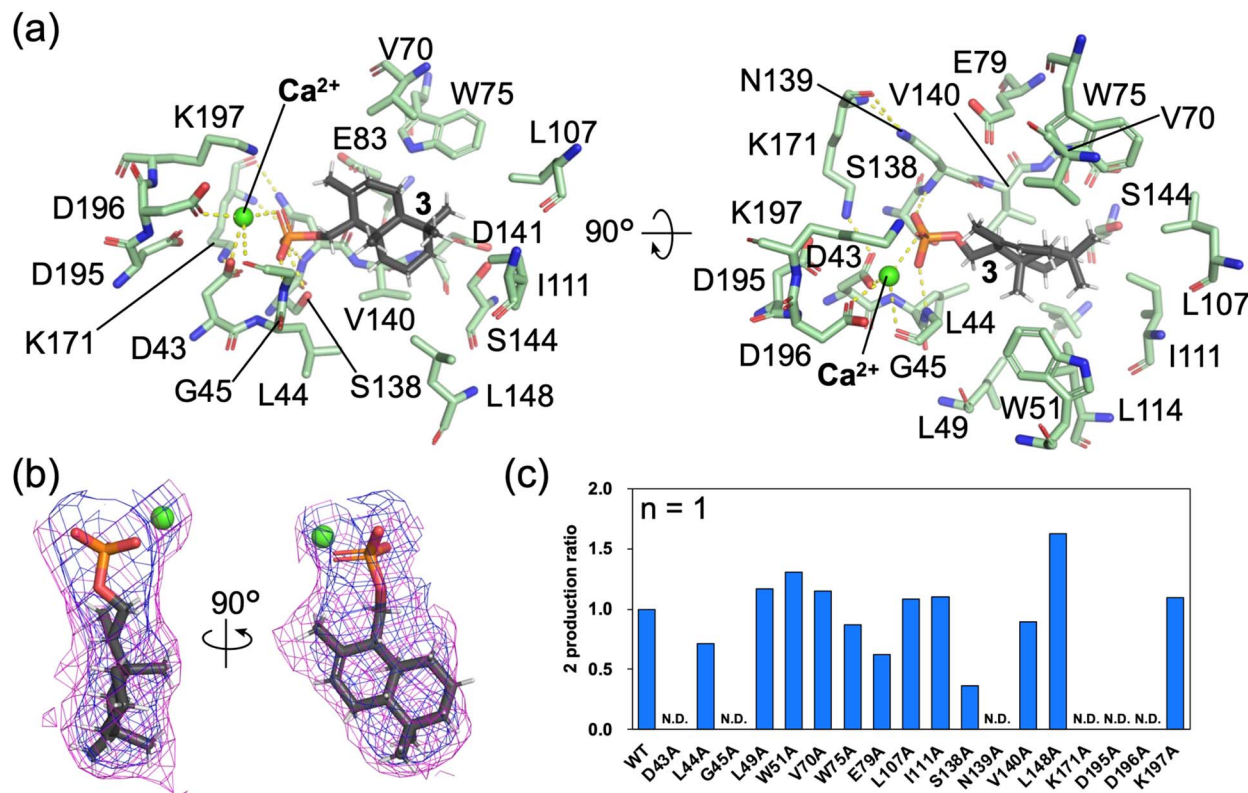 (a)
V70
Ca²⁺
W75
K197
E83
L107
D196
3
D141
D195
I111
V140
S144
K171
D43
G45
L44
S138
L148
90°
E79
N139
V140
W75
V70
K171
S138
S144
K197
D43
D195
3
L107
D196
L44
I111
Ca²⁺
G45
W51
L114
L49
(b)
90°
(c)
2 production ratio
2.0
1.5
1.0
0.5
0.0
n = 1
N.D. N.D. N.D. N.D. N.D. N.D.
WT D43A L44A G45A L49A W51A V70A W75A E79A L107A I111A S138A N139A V140A L148A K171A D195A D196A K197A